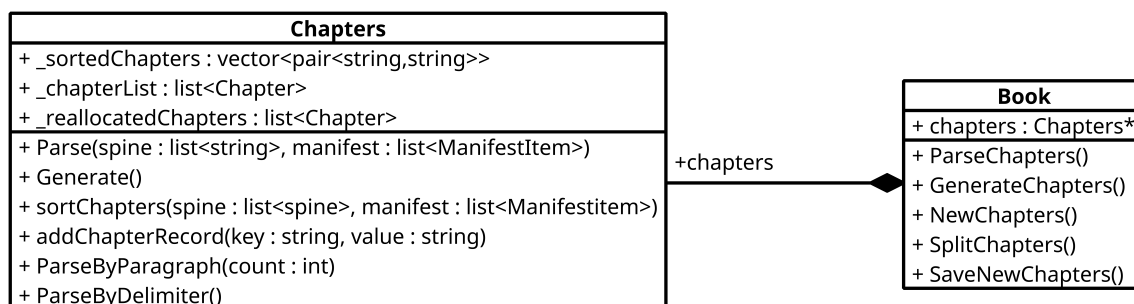 Chapters
+ _sortedChapters : vector<pair<string,string>>
+ _chapterList : list<Chapter>
+ _reallocatedChapters : list<Chapter>
+ Parse(spine : list<string>, manifest : list<ManifestItem>)
+ Generate()
+ sortChapters(spine : list<spine>, manifest : list<Manifestitem>)
+ addChapterRecord(key : string, value : string)
+ ParseByParagraph(count : int)
+ ParseByDelimiter()
+chapters
Book
+ chapters : Chapters*
+ ParseChapters()
+ GenerateChapters()
+ NewChapters()
+ SplitChapters()
+ SaveNewChapters()